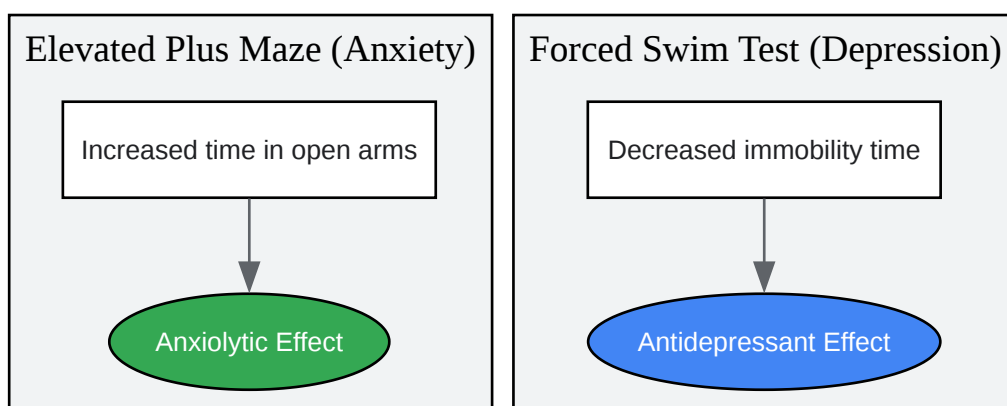 Elevated Plus Maze (Anxiety)
Increased time in open arms
Anxiolytic Effect
Forced Swim Test (Depression)
Decreased immobility time
Antidepressant Effect